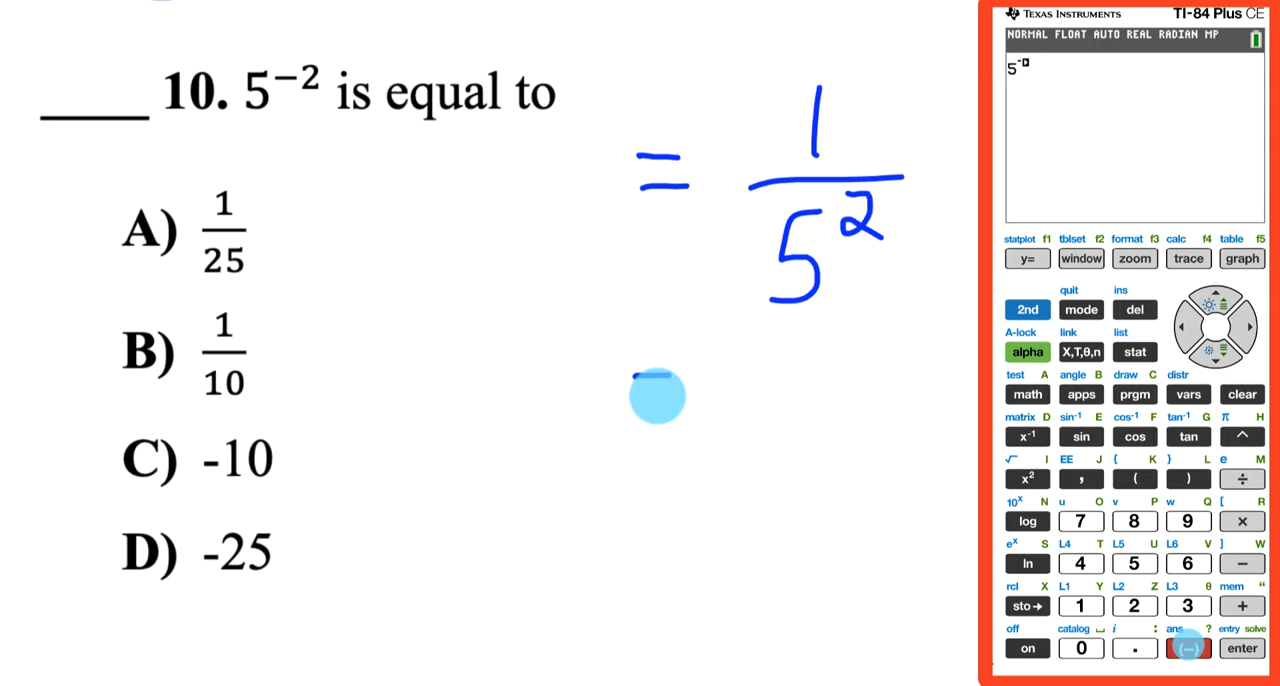 ____ 10. 5⁻² is equal to
A) 1/25
B) 1/10
C) -10
D) -25
= 1/5²
TEXAS INSTRUMENTS TI-84 Plus CE
NORMAL FLOAT AUTO REAL RADIAN MP
5⁻
statplot f1 tblset f2 format f3 calc f4 table f5
y= window zoom trace graph
quit ins
2nd mode del
A-lock link list
alpha X,T,θ,n stat
test A angle B draw C distr
math apps prgm vars clear
matrix D sin⁻¹ E cos⁻¹ F tan⁻¹ G π H
x⁻¹ sin cos tan ^
√ I EE J { K } L e M
x² , ( ) ÷
10ˣ N u O v P w Q [ R
log 7 8 9 ×
eˣ S L4 T L5 U L6 V ] W
ln 4 5 6 −
rcl X L1 Y L2 Z L3 θ mem "
sto→ 1 2 3 +
off catalog ⎵ i : ans ? entry solve
on 0 . (−) enter